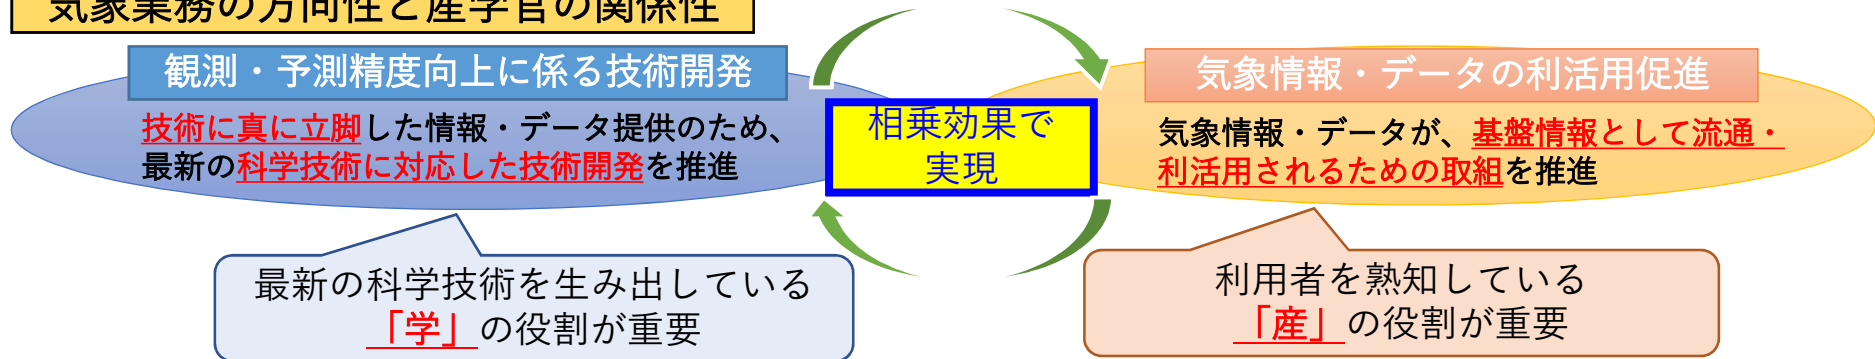 気象業務の方向性と産学官の関係性
観測・予測精度向上に係る技術開発
技術に真に立脚した情報・データ提供のため、
最新の科学技術に対応した技術開発を推進
相乗効果で
実現
気象情報・データの利活用促進
気象情報・データが、基盤情報として流通・
利活用されるための取組を推進
最新の科学技術を生み出している
「学」の役割が重要
利用者を熟知している
「産」の役割が重要